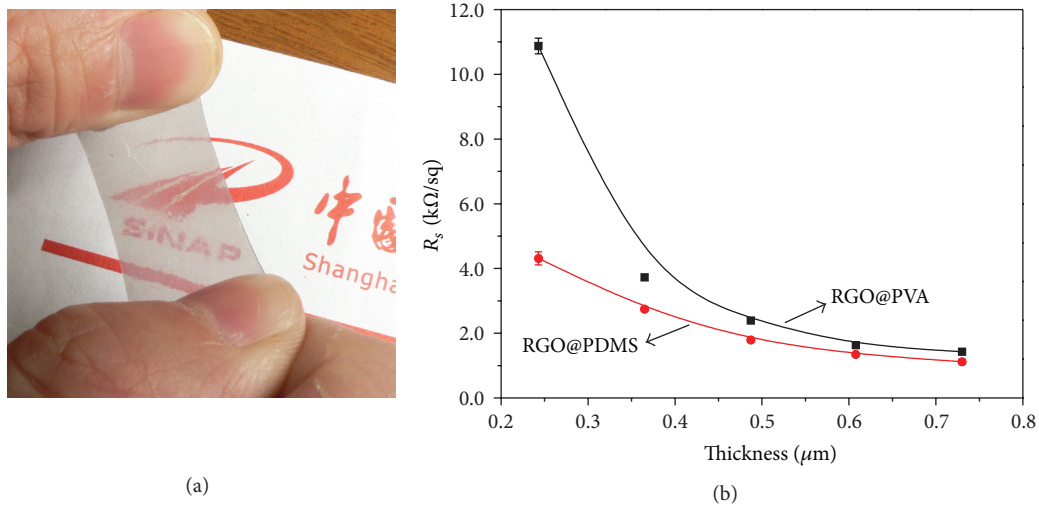 SINAP
中国
Shangha
(a)
12.0
10.0
8.0
6.0
4.0
2.0
0.0
R_s (kΩ/sq)
RGO@PVA
RGO@PDMS
0.2 0.3 0.4 0.5 0.6 0.7 0.8
Thickness (μm)
(b)